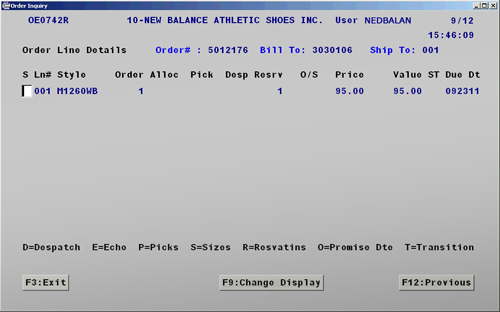 Order Inquiry
OE0742R 10-NEW BALANCE ATHLETIC SHOES INC. User NEDBALAN 9/12
15:46:09
Order Line Details Order# : 5012176 Bill To: 3030106 Ship To: 001
S Ln# Style Order Alloc Pick Desp Resrv O/S Price Value ST Due Dt
001 M1260WB 1 1 95.00 95.00 092311
D=Despatch E=Echo P=Picks S=Sizes R=Resvatins O=Promise Dte T=Transition
F3:Exit F9:Change Display F12:Previous